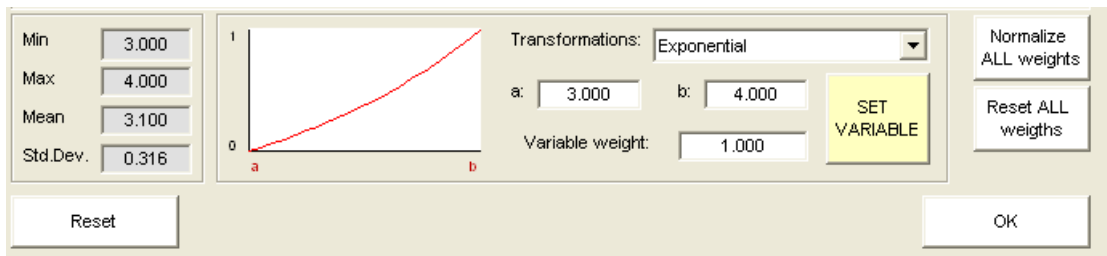 Min 3.000
Max 4.000
Mean 3.100
Std.Dev. 0.316
1
0
a b
Transformations: Exponential
a: 3.000 b: 4.000
Variable weight: 1.000
SET
VARIABLE
Normalize
ALL weights
Reset ALL
weigths
Reset
OK